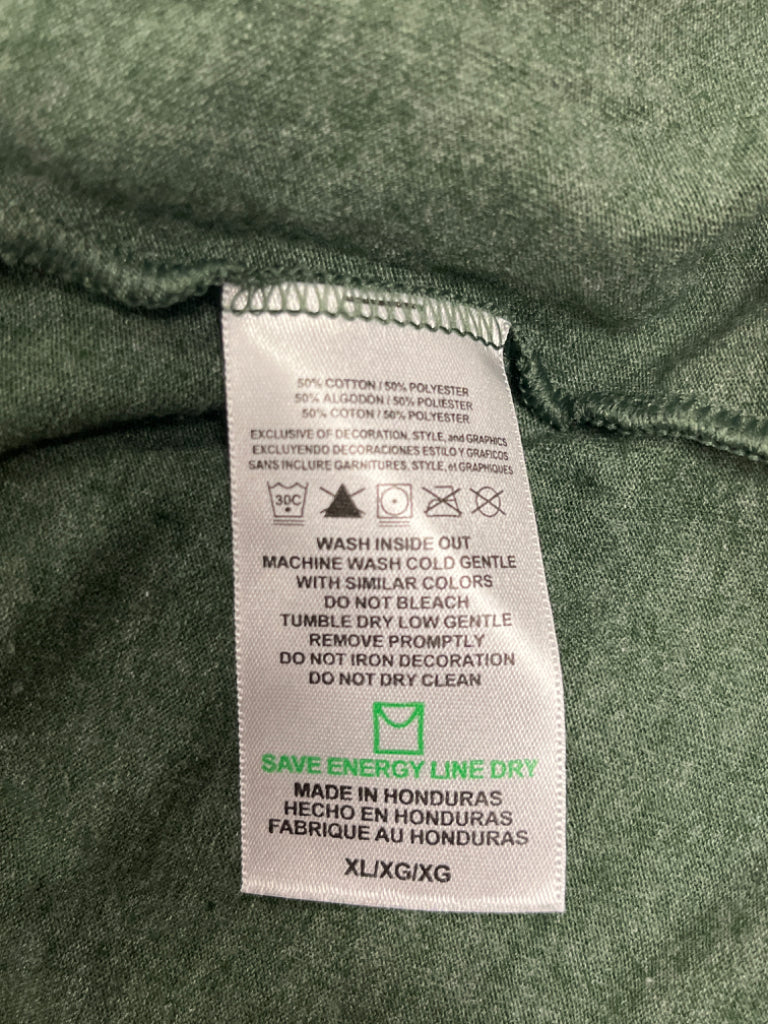 50% COTTON / 50% POLYESTER
50% ALGODON / 50% POLIÉSTER
50% COTON / 50% POLYESTER
EXCLUSIVE OF DECORATION, STYLE, and GRAPHICS
EXCLUYENDO DECORACIONES ESTILO Y GRAFICOS
SANS INCLURE GARNITURES, STYLE, et GRAPHIQUES
30C
WASH INSIDE OUT
MACHINE WASH COLD GENTLE
WITH SIMILAR COLORS
DO NOT BLEACH
TUMBLE DRY LOW GENTLE
REMOVE PROMPTLY
DO NOT IRON DECORATION
DO NOT DRY CLEAN
SAVE ENERGY LINE DRY
MADE IN HONDURAS
HECHO EN HONDURAS
FABRIQUE AU HONDURAS
XL/XG/XG